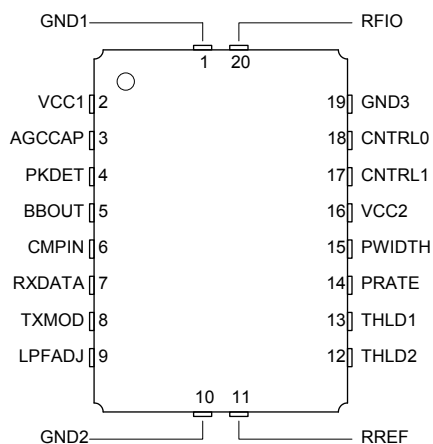 GND1 RFIO
1 20
VCC1 2 19 GND3
AGCCAP 3 18 CNTRL0
PKDET 4 17 CNTRL1
BBOUT 5 16 VCC2
CMPIN 6 15 PWIDTH
RXDATA 7 14 PRATE
TXMOD 8 13 THLD1
LPFADJ 9 12 THLD2
10 11
GND2 RREF